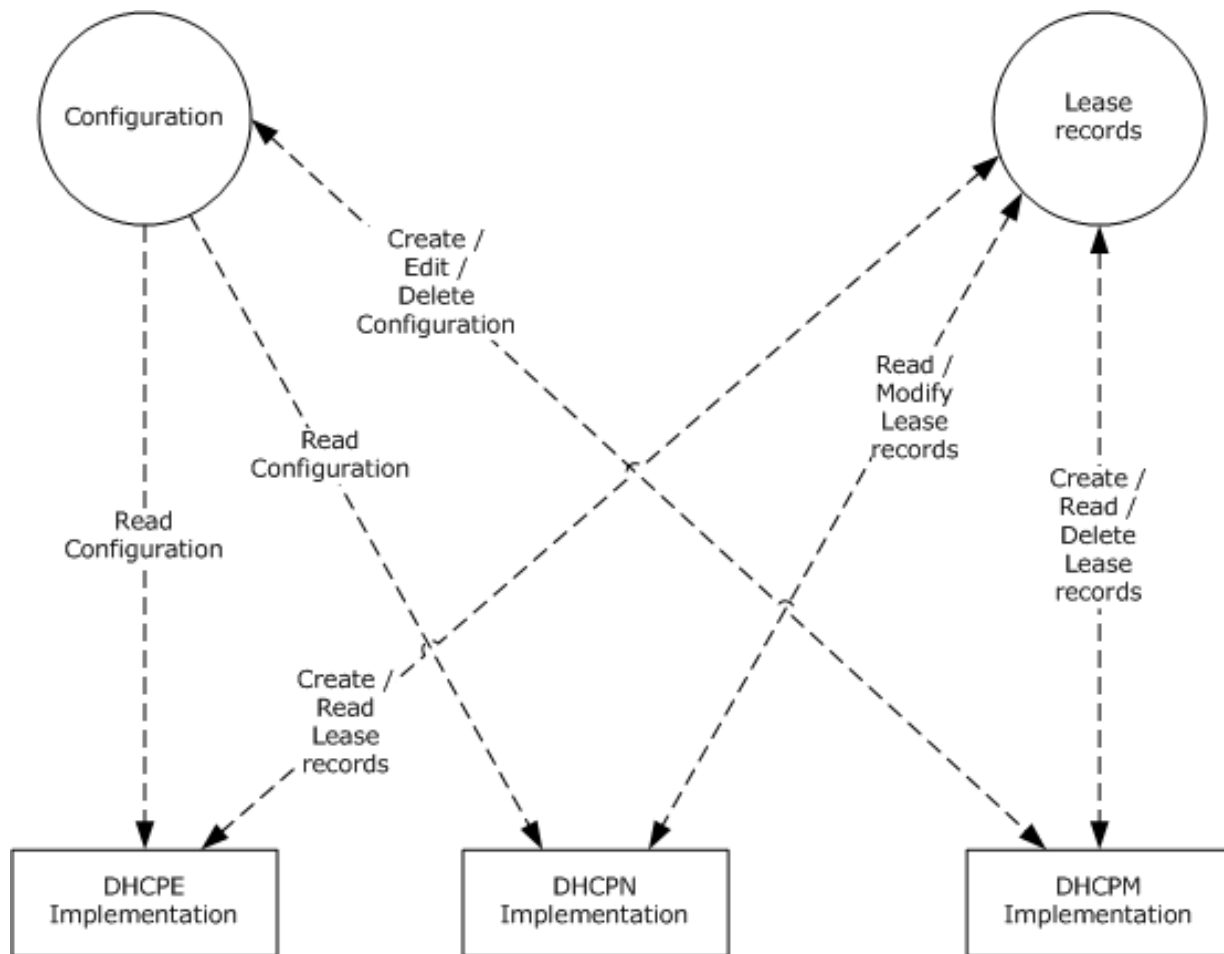 Configuration
Lease
records
Create /
Edit /
Delete
Configuration
Read /
Modify
Lease
records
Read
Configuration
Read
Configuration
Create /
Read /
Delete
Lease
records
Create /
Read
Lease
records
DHCPE
Implementation
DHCPN
Implementation
DHCPM
Implementation